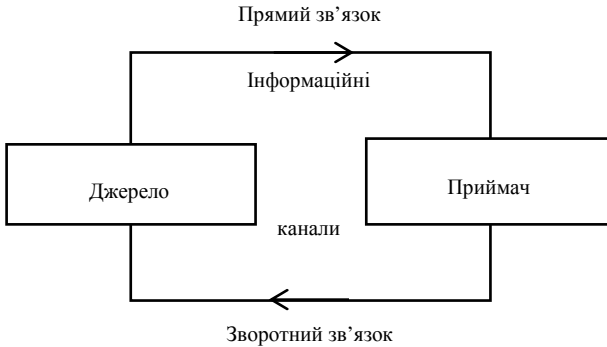 Прямий зв’язок
Інформаційні
Джерело
Приймач
канали
Зворотний зв’язок